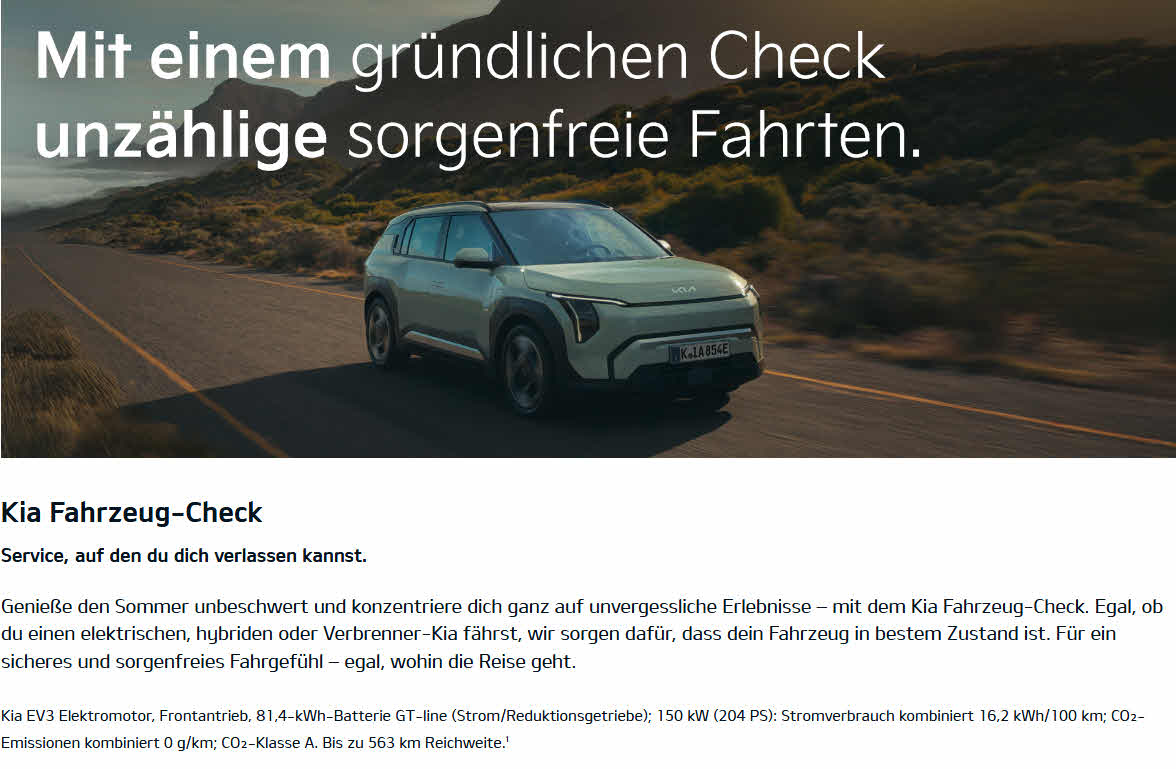 Mit einem gründlichen Check
unzählige sorgenfreie Fahrten.
KIA
K IA 854E
Kia Fahrzeug-Check
Service, auf den du dich verlassen kannst.
Genieße den Sommer unbeschwert und konzentriere dich ganz auf unvergessliche Erlebnisse – mit dem Kia Fahrzeug-Check. Egal, ob
du einen elektrischen, hybriden oder Verbrenner-Kia fährst, wir sorgen dafür, dass dein Fahrzeug in bestem Zustand ist. Für ein
sicheres und sorgenfreies Fahrgefühl – egal, wohin die Reise geht.
Kia EV3 Elektromotor, Frontantrieb, 81,4-kWh-Batterie GT-line (Strom/Reduktionsgetriebe); 150 kW (204 PS): Stromverbrauch kombiniert 16,2 kWh/100 km; CO₂-
Emissionen kombiniert 0 g/km; CO₂-Klasse A. Bis zu 563 km Reichweite.¹